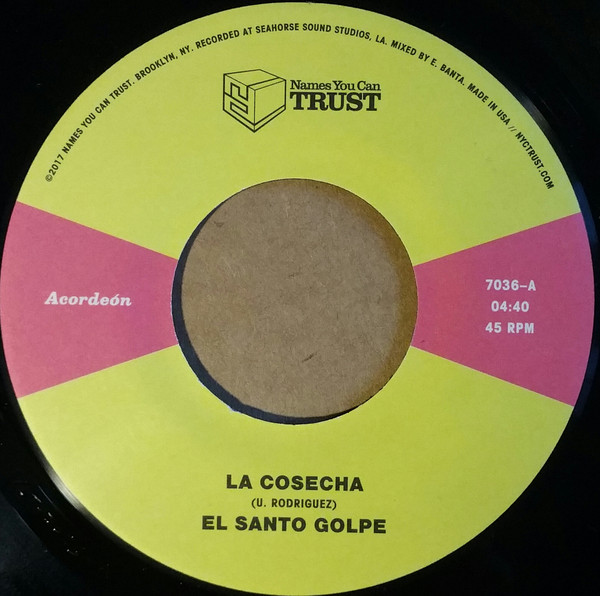 ©2017 NAMES YOU CAN TRUST. BROOKLYN, NY. RECORDED AT SEAHORSE SOUND STUDIOS, LA. MIXED BY E. BANTA. MADE IN USA // NYCTRUST.COM
Names You Can
TRUST
Acordeón
7036-A
04:40
45 RPM
LA COSECHA
(U. RODRIGUEZ)
EL SANTO GOLPE